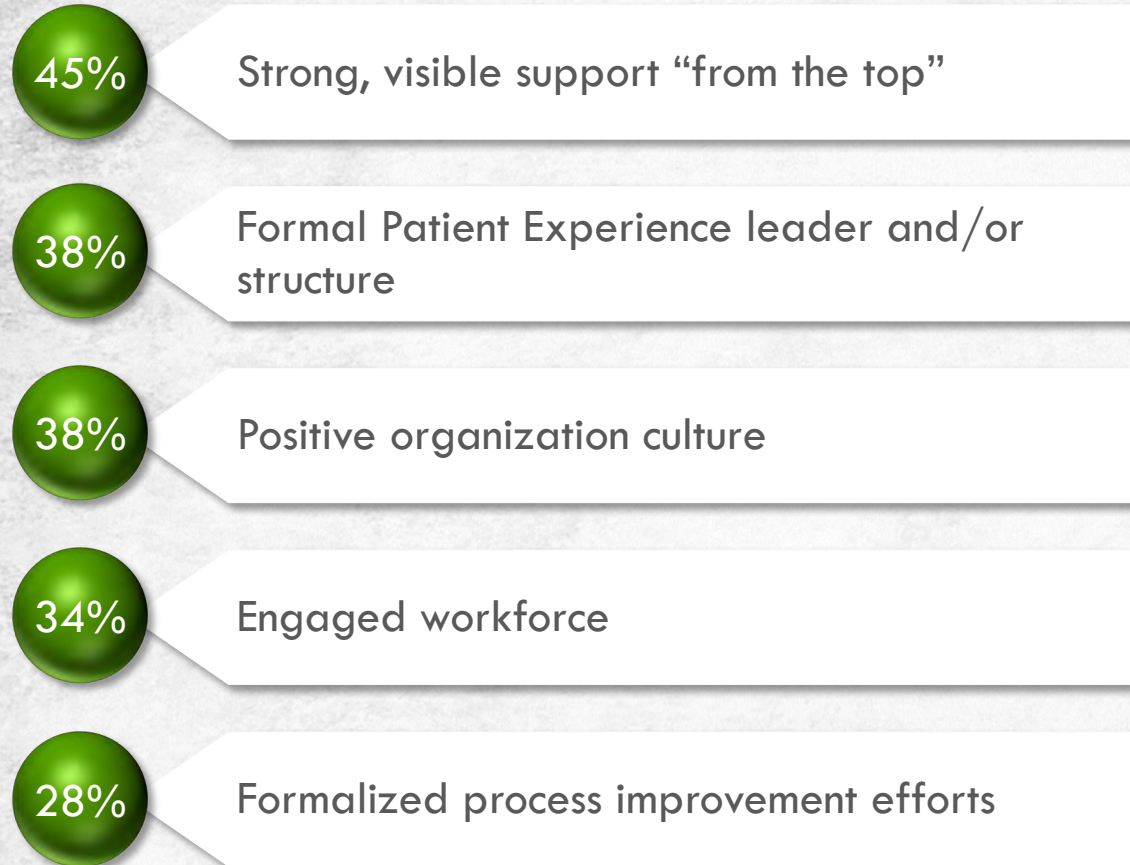 45%
Strong, visible support “from the top”
38%
Formal Patient Experience leader and/or
structure
38%
Positive organization culture
34%
Engaged workforce
28%
Formalized process improvement efforts